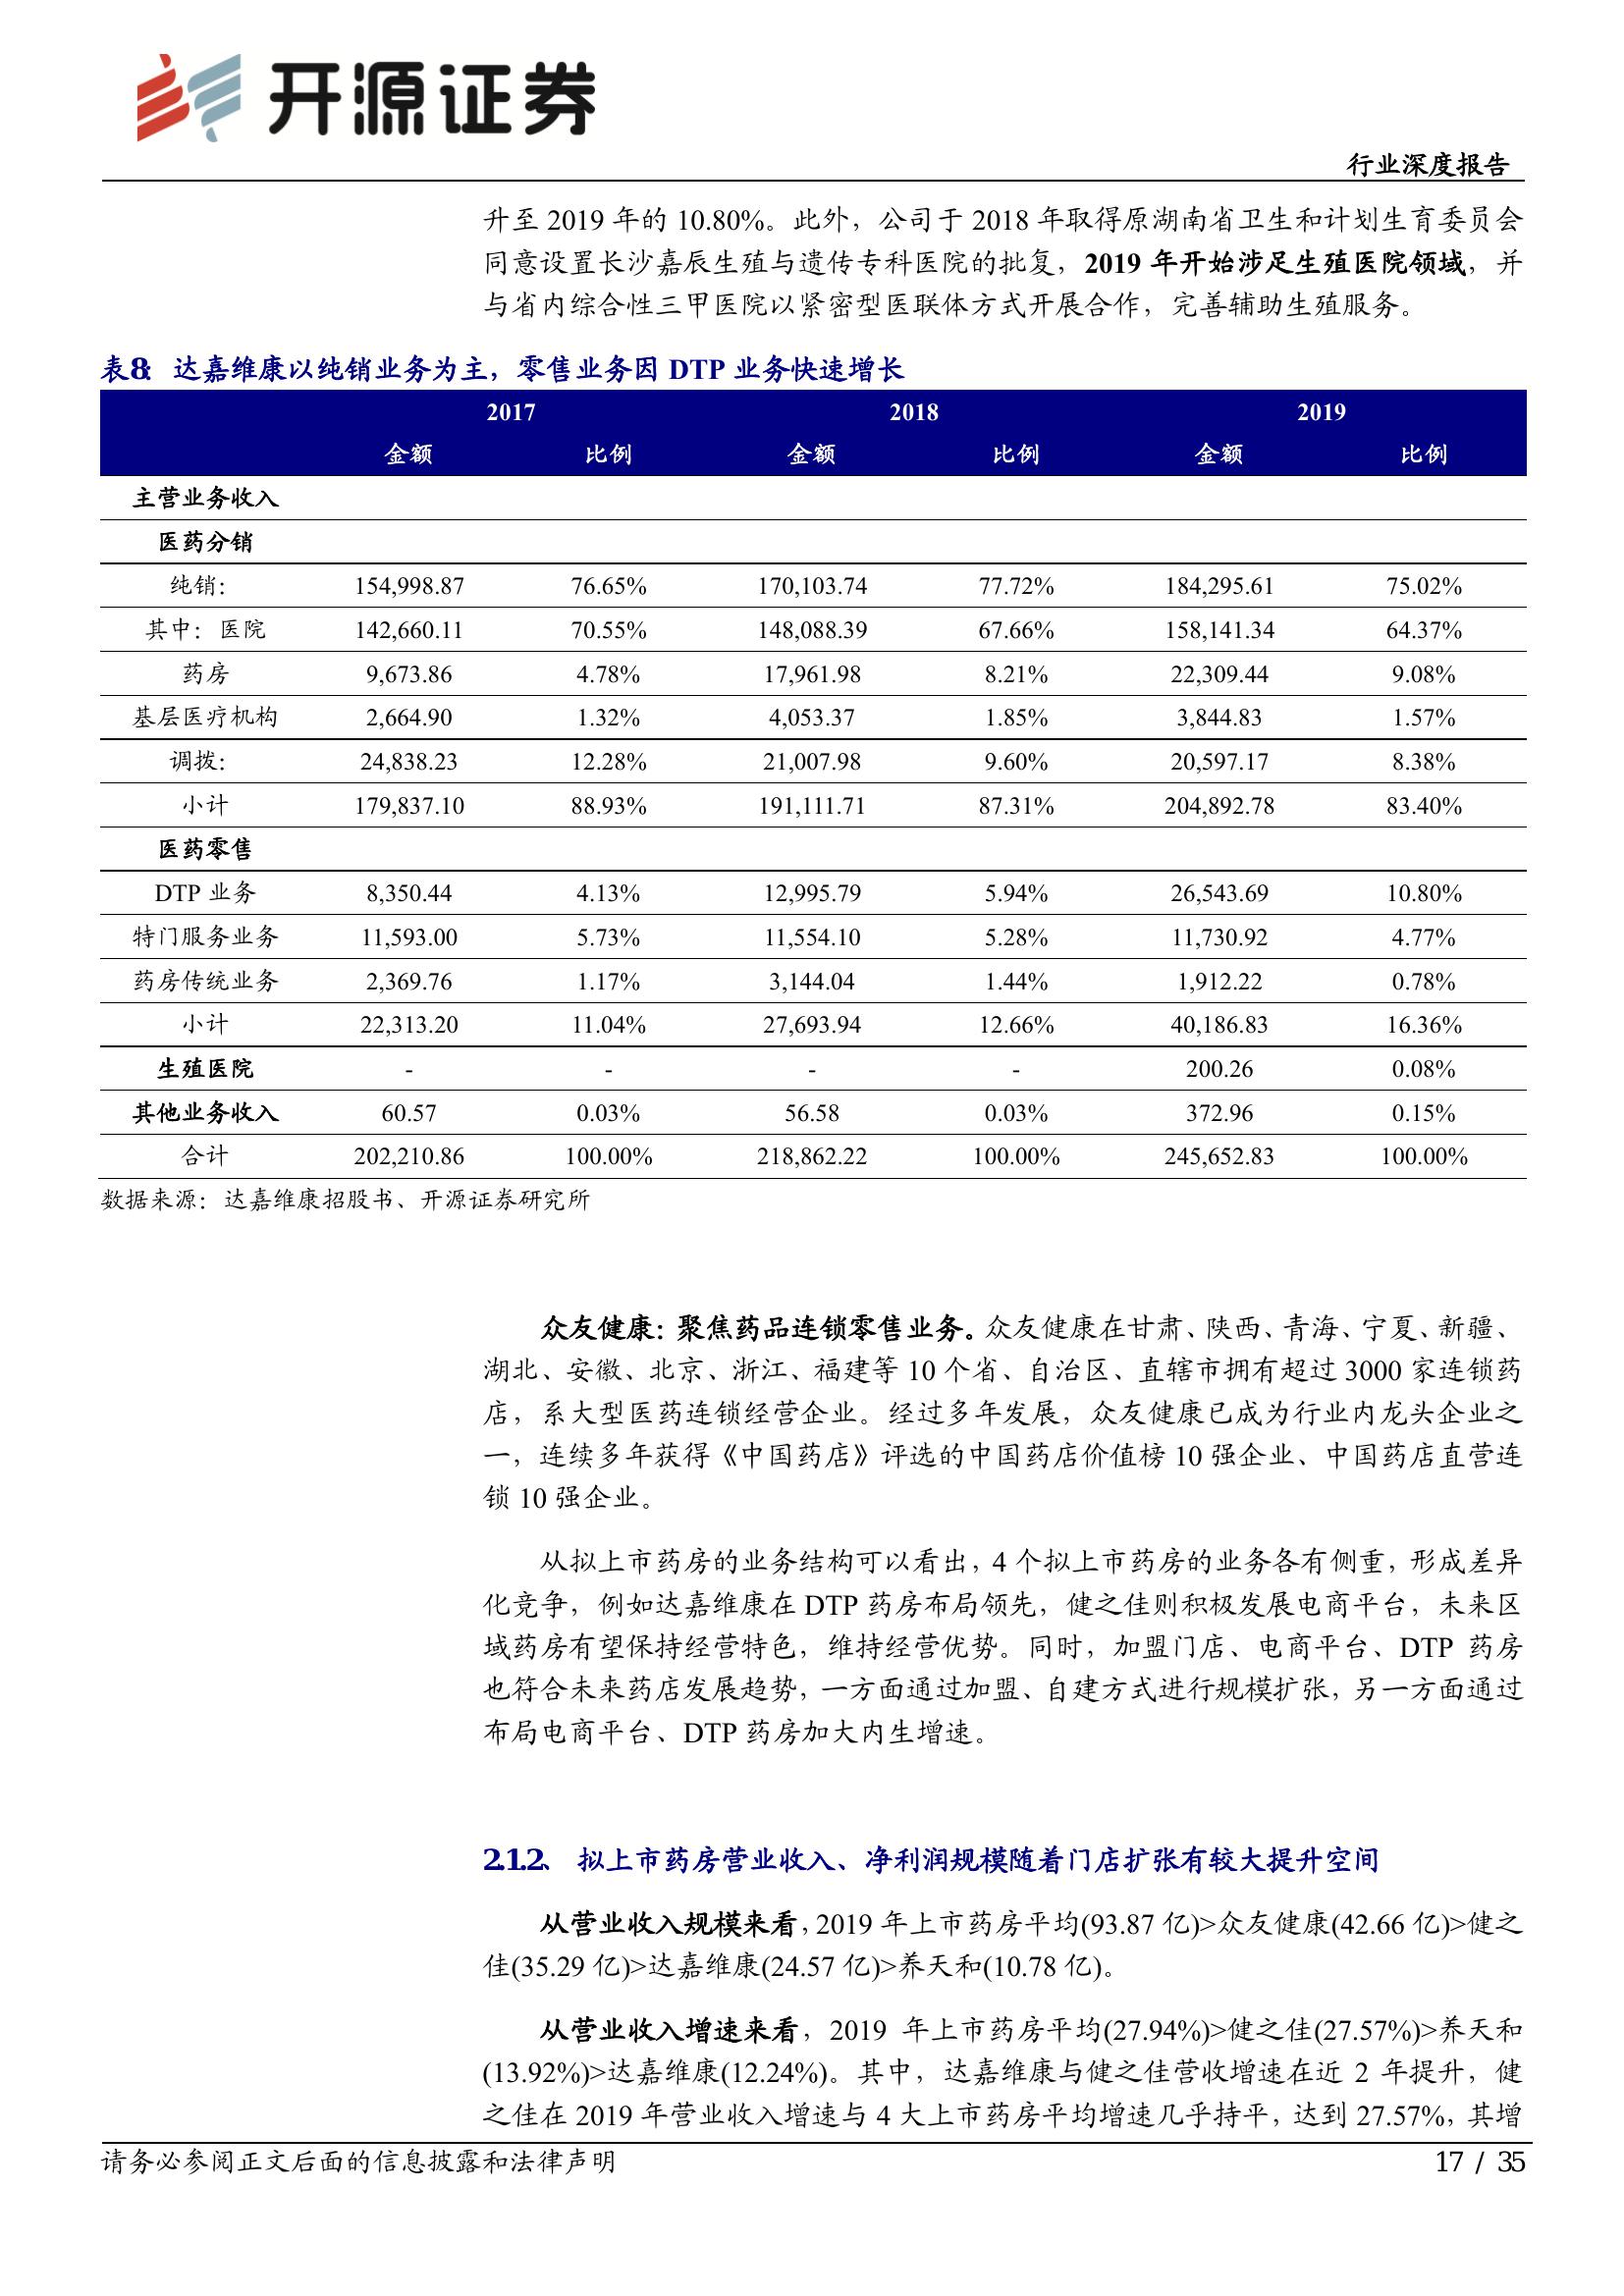 开源证券
行业深度报告
升至 2019 年的 10.80%。此外，公司于 2018 年取得原湖南省卫生和计划生育委员会
同意设置长沙嘉辰生殖与遗传专科医院的批复，2019 年开始涉足生殖医院领域，并
与省内综合性三甲医院以紧密型医联体方式开展合作，完善辅助生殖服务。
表8： 达嘉维康以纯销业务为主，零售业务因 DTP 业务快速增长
2017 2018 2019
金额 比例 金额 比例 金额 比例
主营业务收入
医药分销
纯销： 154,998.87 76.65% 170,103.74 77.72% 184,295.61 75.02%
其中：医院 142,660.11 70.55% 148,088.39 67.66% 158,141.34 64.37%
药房 9,673.86 4.78% 17,961.98 8.21% 22,309.44 9.08%
基层医疗机构 2,664.90 1.32% 4,053.37 1.85% 3,844.83 1.57%
调拨： 24,838.23 12.28% 21,007.98 9.60% 20,597.17 8.38%
小计 179,837.10 88.93% 191,111.71 87.31% 204,892.78 83.40%
医药零售
DTP 业务 8,350.44 4.13% 12,995.79 5.94% 26,543.69 10.80%
特门服务业务 11,593.00 5.73% 11,554.10 5.28% 11,730.92 4.77%
药房传统业务 2,369.76 1.17% 3,144.04 1.44% 1,912.22 0.78%
小计 22,313.20 11.04% 27,693.94 12.66% 40,186.83 16.36%
生殖医院 - - - - 200.26 0.08%
其他业务收入 60.57 0.03% 56.58 0.03% 372.96 0.15%
合计 202,210.86 100.00% 218,862.22 100.00% 245,652.83 100.00%
数据来源：达嘉维康招股书、开源证券研究所
众友健康：聚焦药品连锁零售业务。众友健康在甘肃、陕西、青海、宁夏、新疆、
湖北、安徽、北京、浙江、福建等 10 个省、自治区、直辖市拥有超过 3000 家连锁药
店，系大型医药连锁经营企业。经过多年发展，众友健康已成为行业内龙头企业之
一，连续多年获得《中国药店》评选的中国药店价值榜 10 强企业、中国药店直营连
锁 10 强企业。
从拟上市药房的业务结构可以看出，4 个拟上市药房的业务各有侧重，形成差异
化竞争，例如达嘉维康在 DTP 药房布局领先，健之佳则积极发展电商平台，未来区
域药房有望保持经营特色，维持经营优势。同时，加盟门店、电商平台、DTP 药房
也符合未来药店发展趋势，一方面通过加盟、自建方式进行规模扩张，另一方面通过
布局电商平台、DTP 药房加大内生增速。
2.1.2、 拟上市药房营业收入、净利润规模随着门店扩张有较大提升空间
从营业收入规模来看，2019 年上市药房平均(93.87 亿)>众友健康(42.66 亿)>健之
佳(35.29 亿)>达嘉维康(24.57 亿)>养天和(10.78 亿)。
从营业收入增速来看，2019 年上市药房平均(27.94%)>健之佳(27.57%)>养天和
(13.92%)>达嘉维康(12.24%)。其中，达嘉维康与健之佳营收增速在近 2 年提升，健
之佳在 2019 年营业收入增速与 4 大上市药房平均增速几乎持平，达到 27.57%，其增
请务必参阅正文后面的信息披露和法律声明
17 / 35